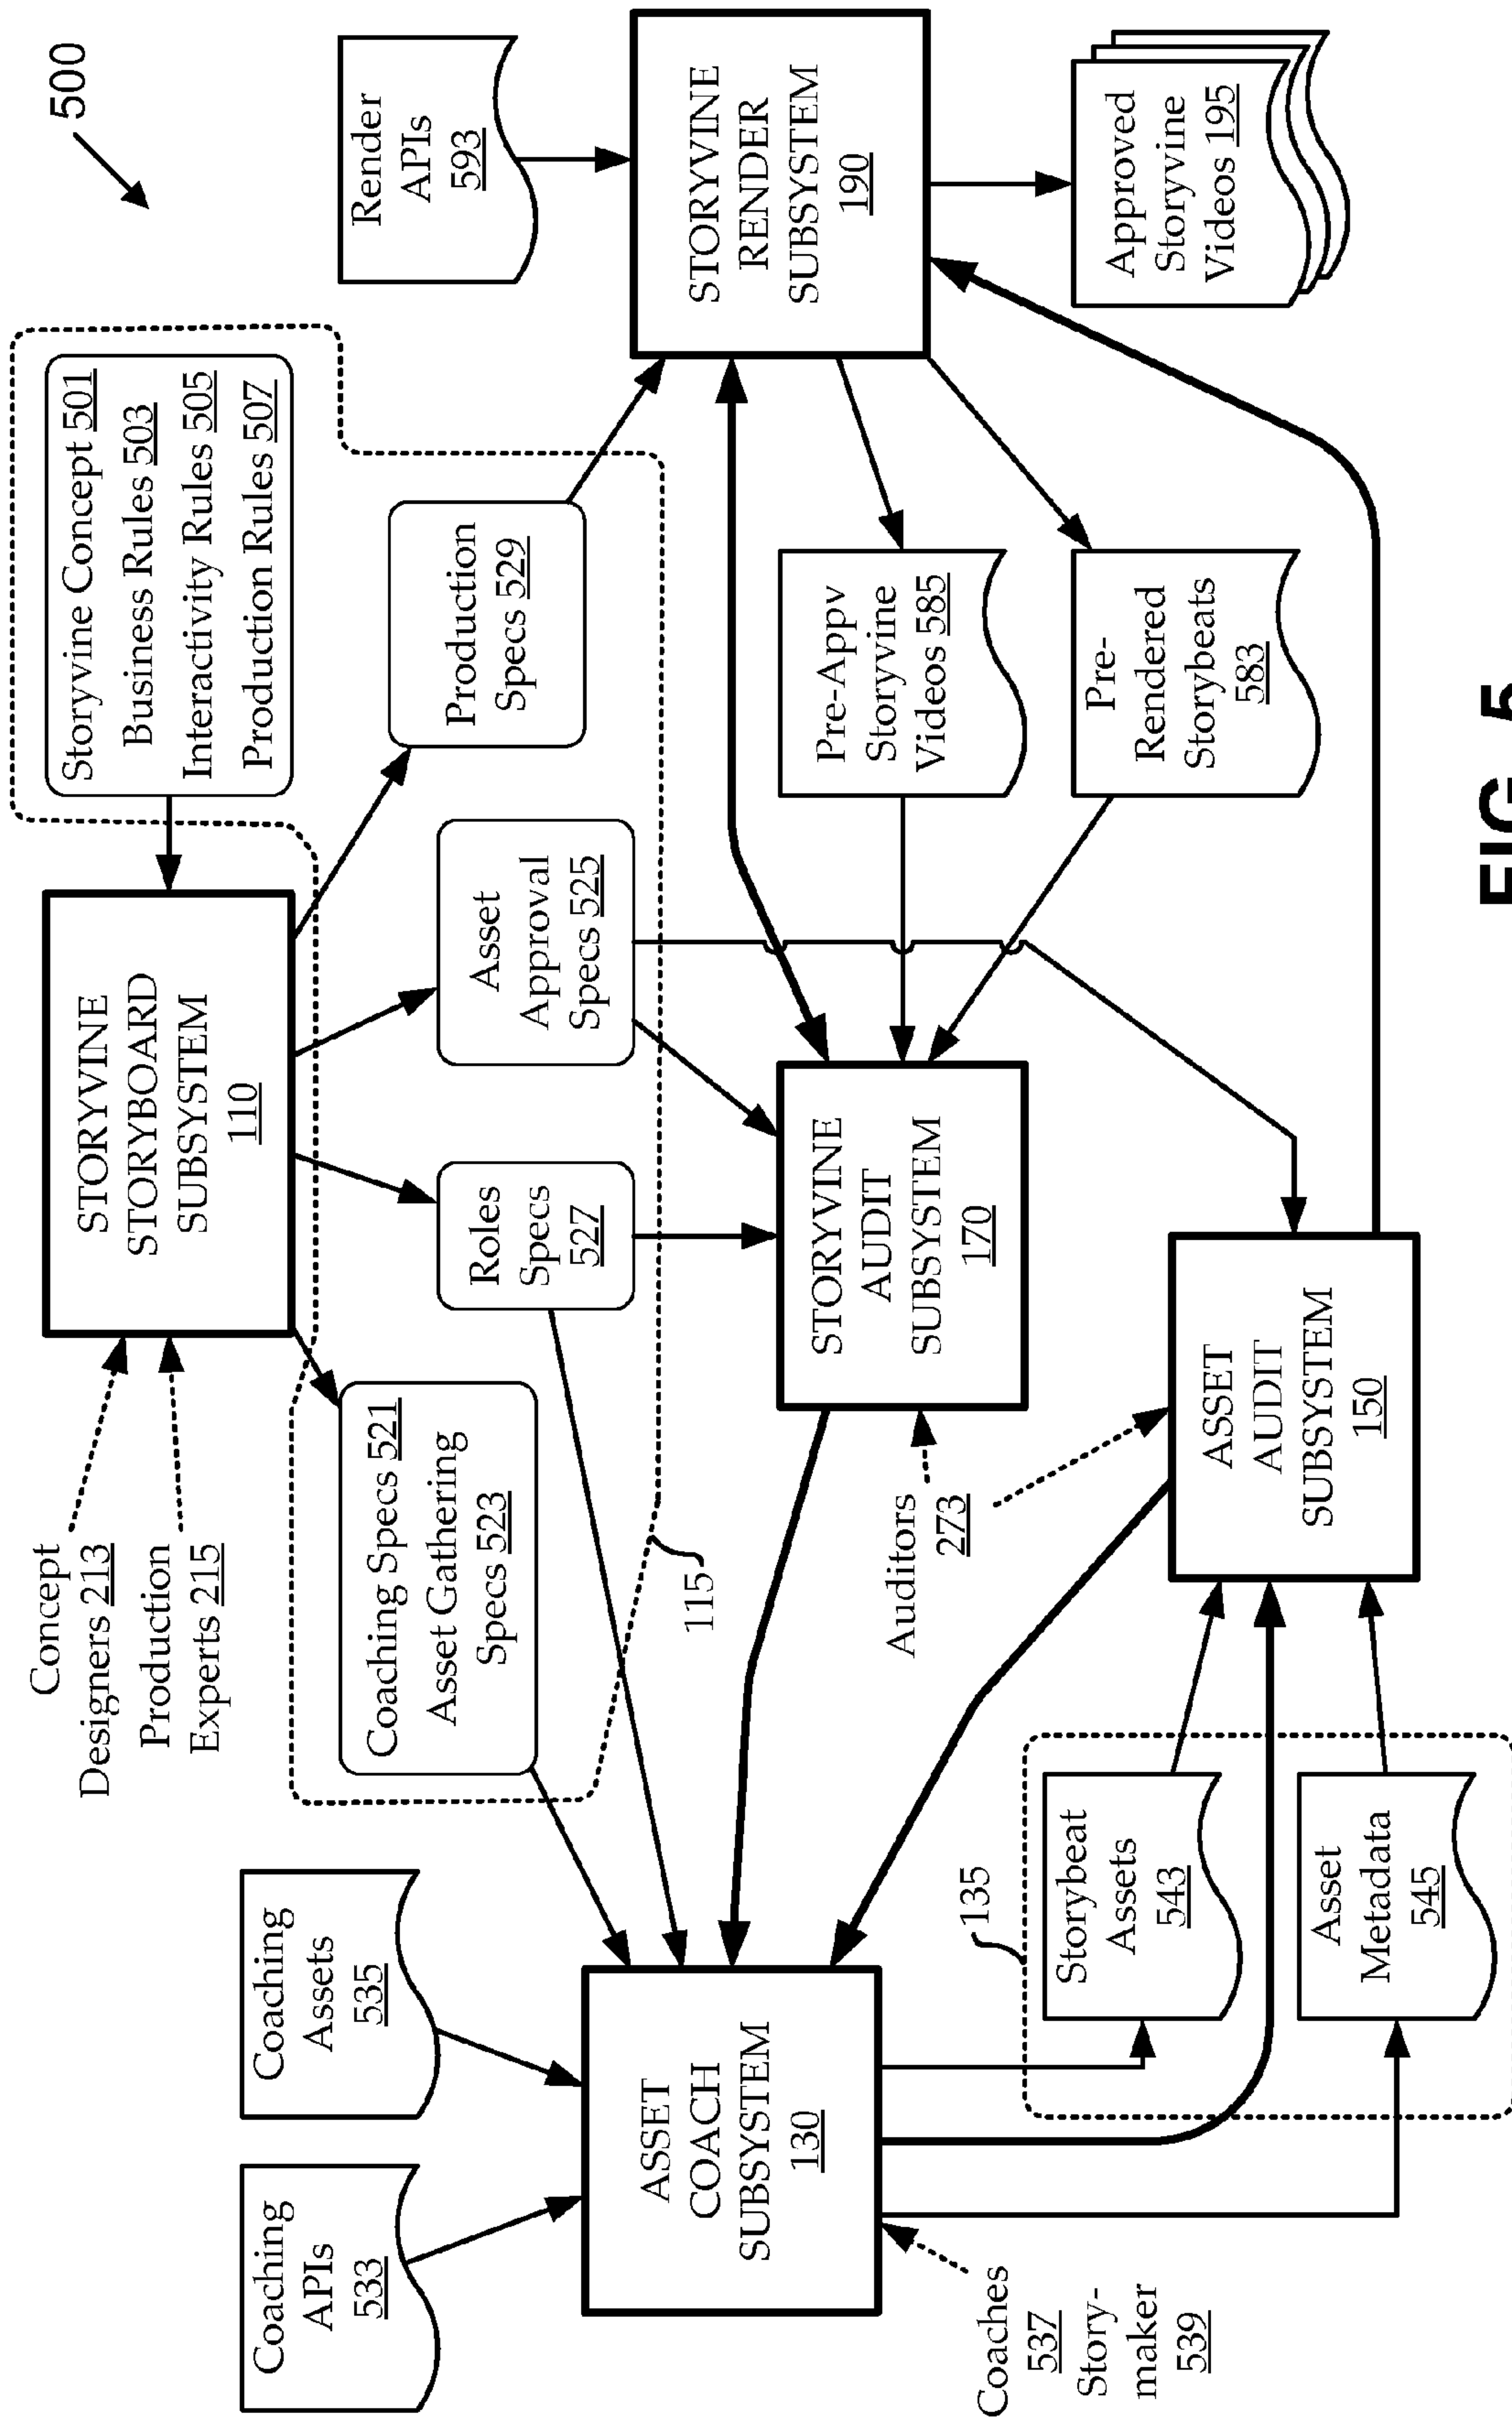 500
Concept
Designers 213
Production
Experts 215
STORYVINE
STORYBOARD
SUBSYSTEM
110
Storyvine Concept 501
Business Rules 503
Interactivity Rules 505
Production Rules 507
Render
APIs
593
Coaching
APIs
533
Coaching
Assets
535
Coaching Specs 521
Asset Gathering
Specs 523
Roles
Specs
527
Asset
Approval
Specs 525
Production
Specs 529
115
STORYVINE
RENDER
SUBSYSTEM
190
ASSET
COACH
SUBSYSTEM
130
STORYVINE
AUDIT
SUBSYSTEM
170
Pre-Appv
Storyvine
Videos 585
Pre-
Rendered
Storybeats
583
Approved
Storyvine
Videos 195
Auditors
273
Coaches
537
Story-
maker
539
135
Storybeat
Assets
543
Asset
Metadata
545
ASSET
AUDIT
SUBSYSTEM
150
FIG. 5